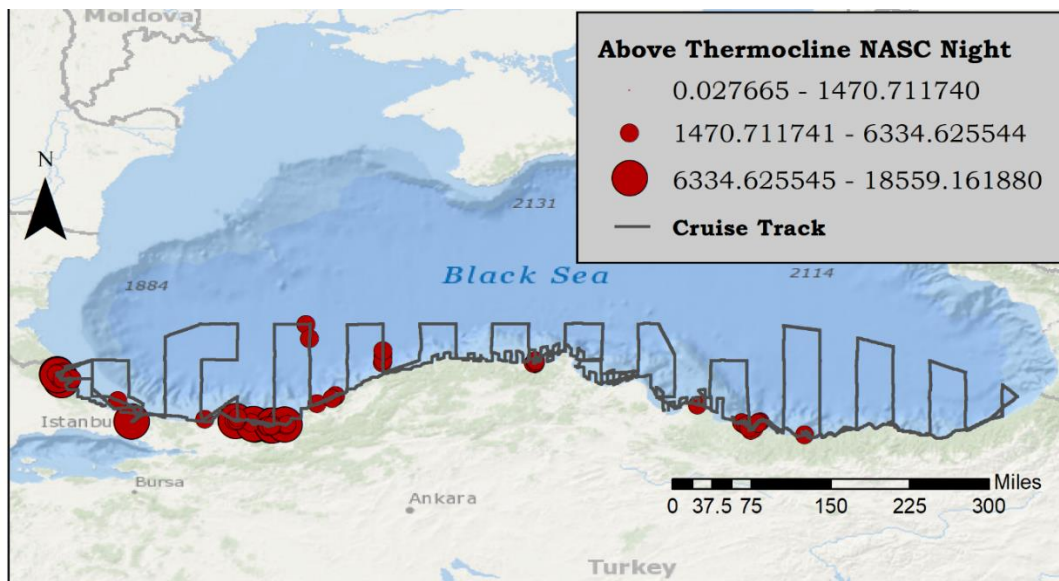 Moldova
Above Thermocline NASC Night
0.027665 - 1470.711740
1470.711741 - 6334.625544
6334.625545 - 18559.161880
Cruise Track
N
2131
Black Sea
2114
1884
Istanbu
Bursa
Ankara
Miles
0 37.5 75 150 225 300
Turkey